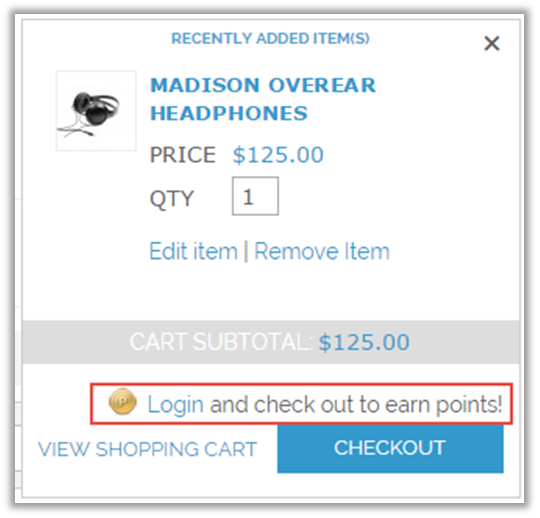 RECENTLY ADDED ITEM(S)
×
MADISON OVEREAR
HEADPHONES
PRICE $125.00
QTY 1
Edit item | Remove Item
CART SUBTOTAL: $125.00
P Login and check out to earn points!
VIEW SHOPPING CART CHECKOUT